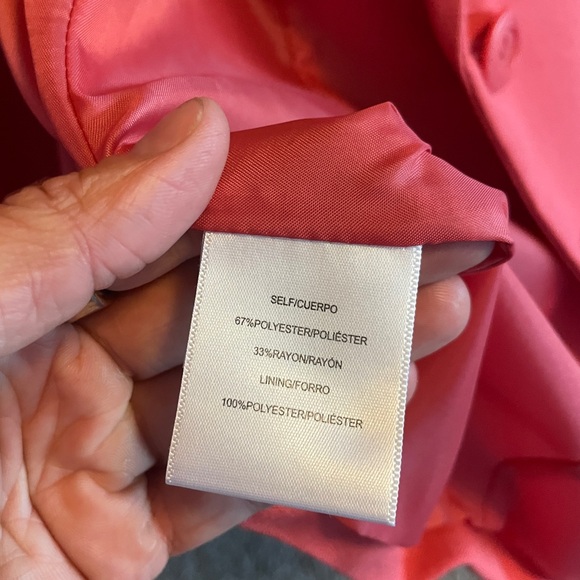 SELF/CUERPO
67%POLYESTER/POLIÉSTER
33%RAYON/RAYÓN
LINING/FORRO
100%POLYESTER/POLIÉSTER